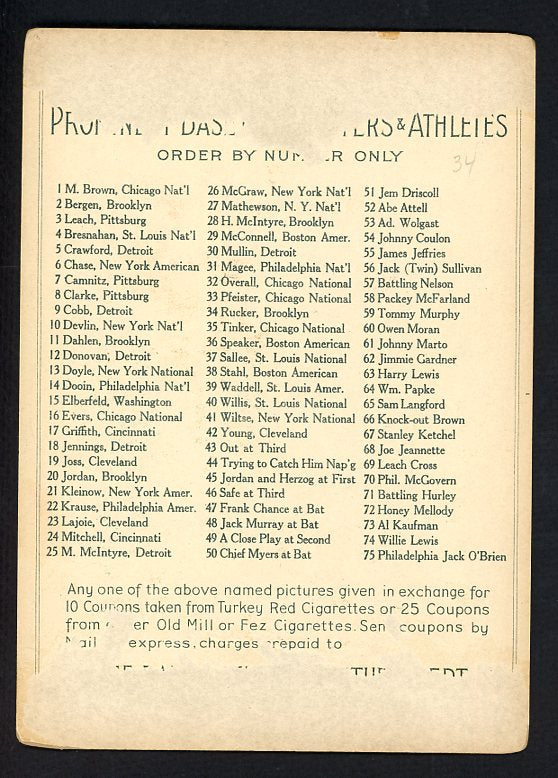 & ATHLETES
ORDER BY ONLY
34
1 M. Brown, Chicago Nat'l
2 Bergen, Brooklyn
3 Leach, Pittsburg
4 Bresnahan, St. Louis Nat'l
5 Crawford, Detroit
6 Chase, New York American
7 Camnitz, Pittsburg
8 Clarke, Pittsburg
9 Cobb, Detroit
10 Devlin, New York Nat'l
11 Dahlen, Brooklyn
12 Donovan, Detroit
13 Doyle, New York National
14 Dooin, Philadelphia Nat'l
15 Elberfeld, Washington
16 Evers, Chicago National
17 Griffith, Cincinnati
18 Jennings, Detroit
19 Joss, Cleveland
20 Jordan, Brooklyn
21 Kleinow, New York Amer.
22 Krause, Philadelphia Amer.
23 Lajoie, Cleveland
24 Mitchell, Cincinnati
25 M. McIntyre, Detroit
26 McGraw, New York Nat'l
27 Mathewson, N. Y. Nat'l
28 H. McIntyre, Brooklyn
29 McConnell, Boston Amer.
30 Mullin, Detroit
31 Magee, Philadelphia Nat'l
32 Overall, Chicago National
33 Pfeister, Chicago National
34 Rucker, Brooklyn
35 Tinker, Chicago National
36 Speaker, Boston American
37 Sallee, St. Louis National
38 Stahl, Boston American
39 Waddell, St. Louis Amer.
40 Willis, St. Louis National
41 Wiltse, New York National
42 Young, Cleveland
43 Out at Third
44 Trying to Catch Him Nap'g
45 Jordan and Herzog at First
46 Safe at Third
47 Frank Chance at Bat
48 Jack Murray at Bat
49 A Close Play at Second
50 Chief Myers at Bat
51 Jem Driscoll
52 Abe Attell
53 Ad. Wolgast
54 Johnny Coulon
55 James Jeffries
56 Jack (Twin) Sullivan
57 Battling Nelson
58 Packey McFarland
59 Tommy Murphy
60 Owen Moran
61 Johnny Marto
62 Jimmie Gardner
63 Harry Lewis
64 Wm. Papke
65 Sam Langford
66 Knock-out Brown
67 Stanley Ketchel
68 Joe Jeannette
69 Leach Cross
70 Phil. McGovern
71 Battling Hurley
72 Honey Mellody
73 Al Kaufman
74 Willie Lewis
75 Philadelphia Jack O'Brien
Any one of the above named pictures given in exchange for
10 Coupons taken from Turkey Red Cigarettes or 25 Coupons
from Old Mill or Fez Cigarettes. Send coupons by
Mail express, charges prepaid to